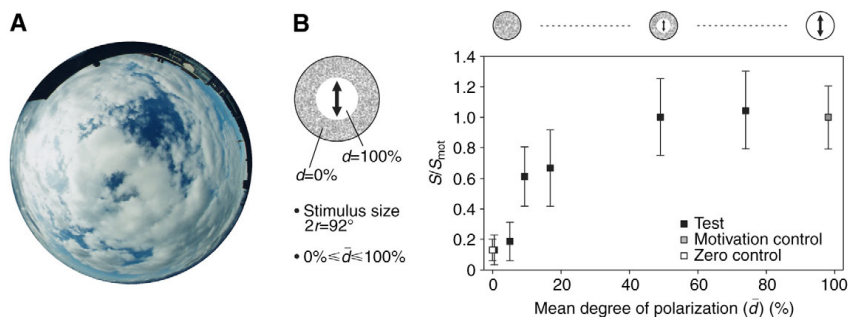 A
B
d=100%
d=0%
• Stimulus size
2r=92°
• 0%≤d̄≤100%
S/Smot
1.4
1.2
1.0
0.8
0.6
0.4
0.2
0
Test
Motivation control
Zero control
0 20 40 60 80 100
Mean degree of polarization (d̄) (%)